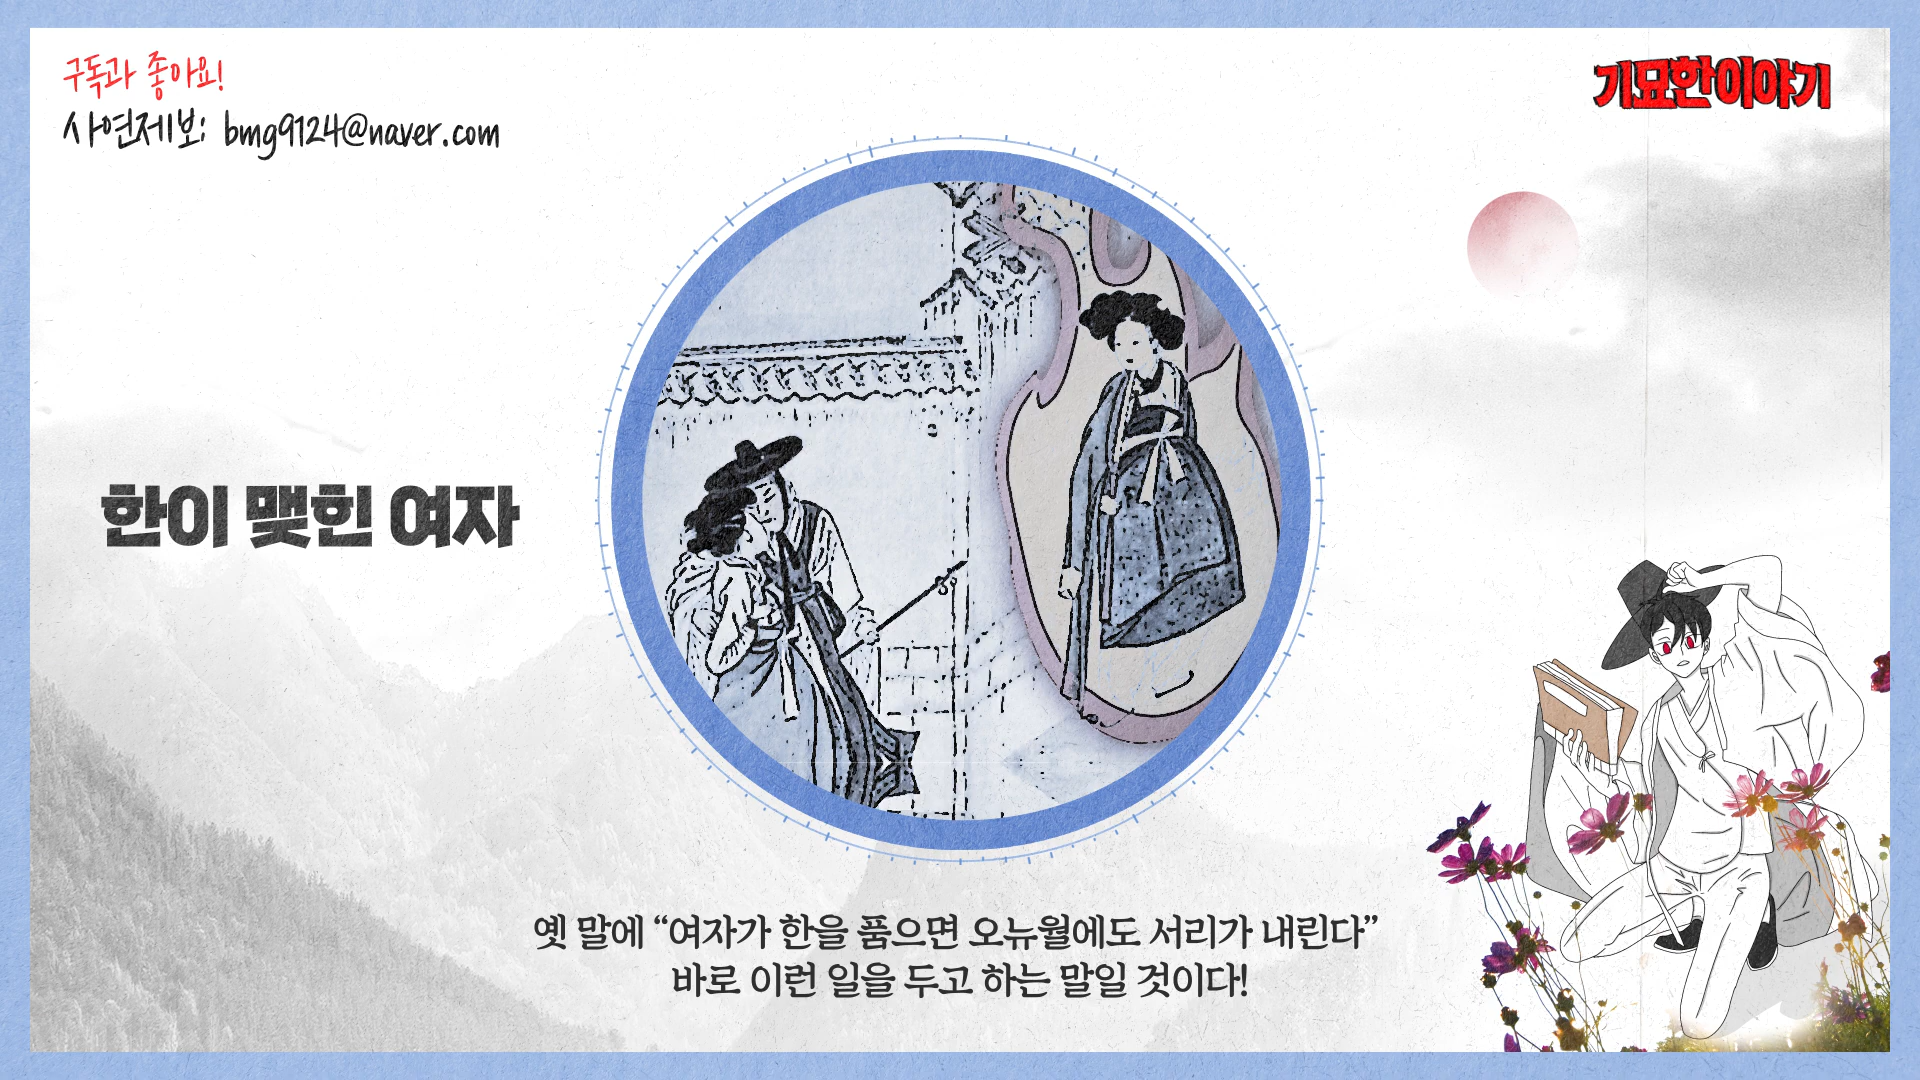 구독과 좋아요!
사연제보: bmg9124@naver.com
기묘한이야기
한이 맺힌 여자
옛 말에 “여자가 한을 품으면 오뉴월에도 서리가 내린다”
바로 이런 일을 두고 하는 말일 것이다!